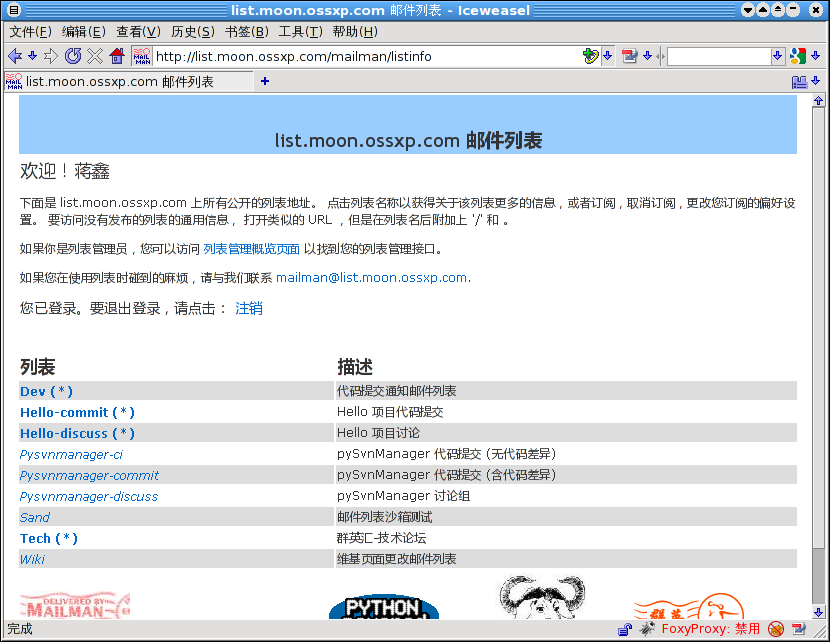 list.moon.ossxp.com 邮件列表 - Iceweasel
文件(F) 编辑(E) 查看(V) 历史(S) 书签(B) 工具(T) 帮助(H)
http://list.moon.ossxp.com/mailman/listinfo
list.moon.ossxp.com 邮件列表
list.moon.ossxp.com 邮件列表
欢迎！蒋鑫
下面是 list.moon.ossxp.com 上所有公开的列表地址。 点击列表名称以获得关于该列表更多的信息，或者订阅，取消订阅，更改您订阅的偏好设
置。 要访问没有发布的列表的通用信息， 打开类似的 URL ，但是在列表名后附加上 '/' 和 。
如果你是列表管理员，您可以访问 列表管理概览页面 以找到您的列表管理接口。
如果您在使用列表时碰到的麻烦，请与我们联系 mailman@list.moon.ossxp.com.
您已登录。要退出登录，请点击： 注销
列表 描述
Dev (*) 代码提交通知邮件列表
Hello-commit (*) Hello 项目代码提交
Hello-discuss (*) Hello 项目讨论
Pysvnmanager-ci pySvnManager 代码提交 (无代码差异)
Pysvnmanager-commit pySvnManager 代码提交 (含代码差异)
Pysvnmanager-discuss pySvnManager 讨论组
Sand 邮件列表沙箱测试
Tech (*) 群英汇-技术论坛
Wiki 维基页面更改邮件列表
DELIVERED BY
MAILMAN
PYTHON
完成 FoxyProxy: 禁用